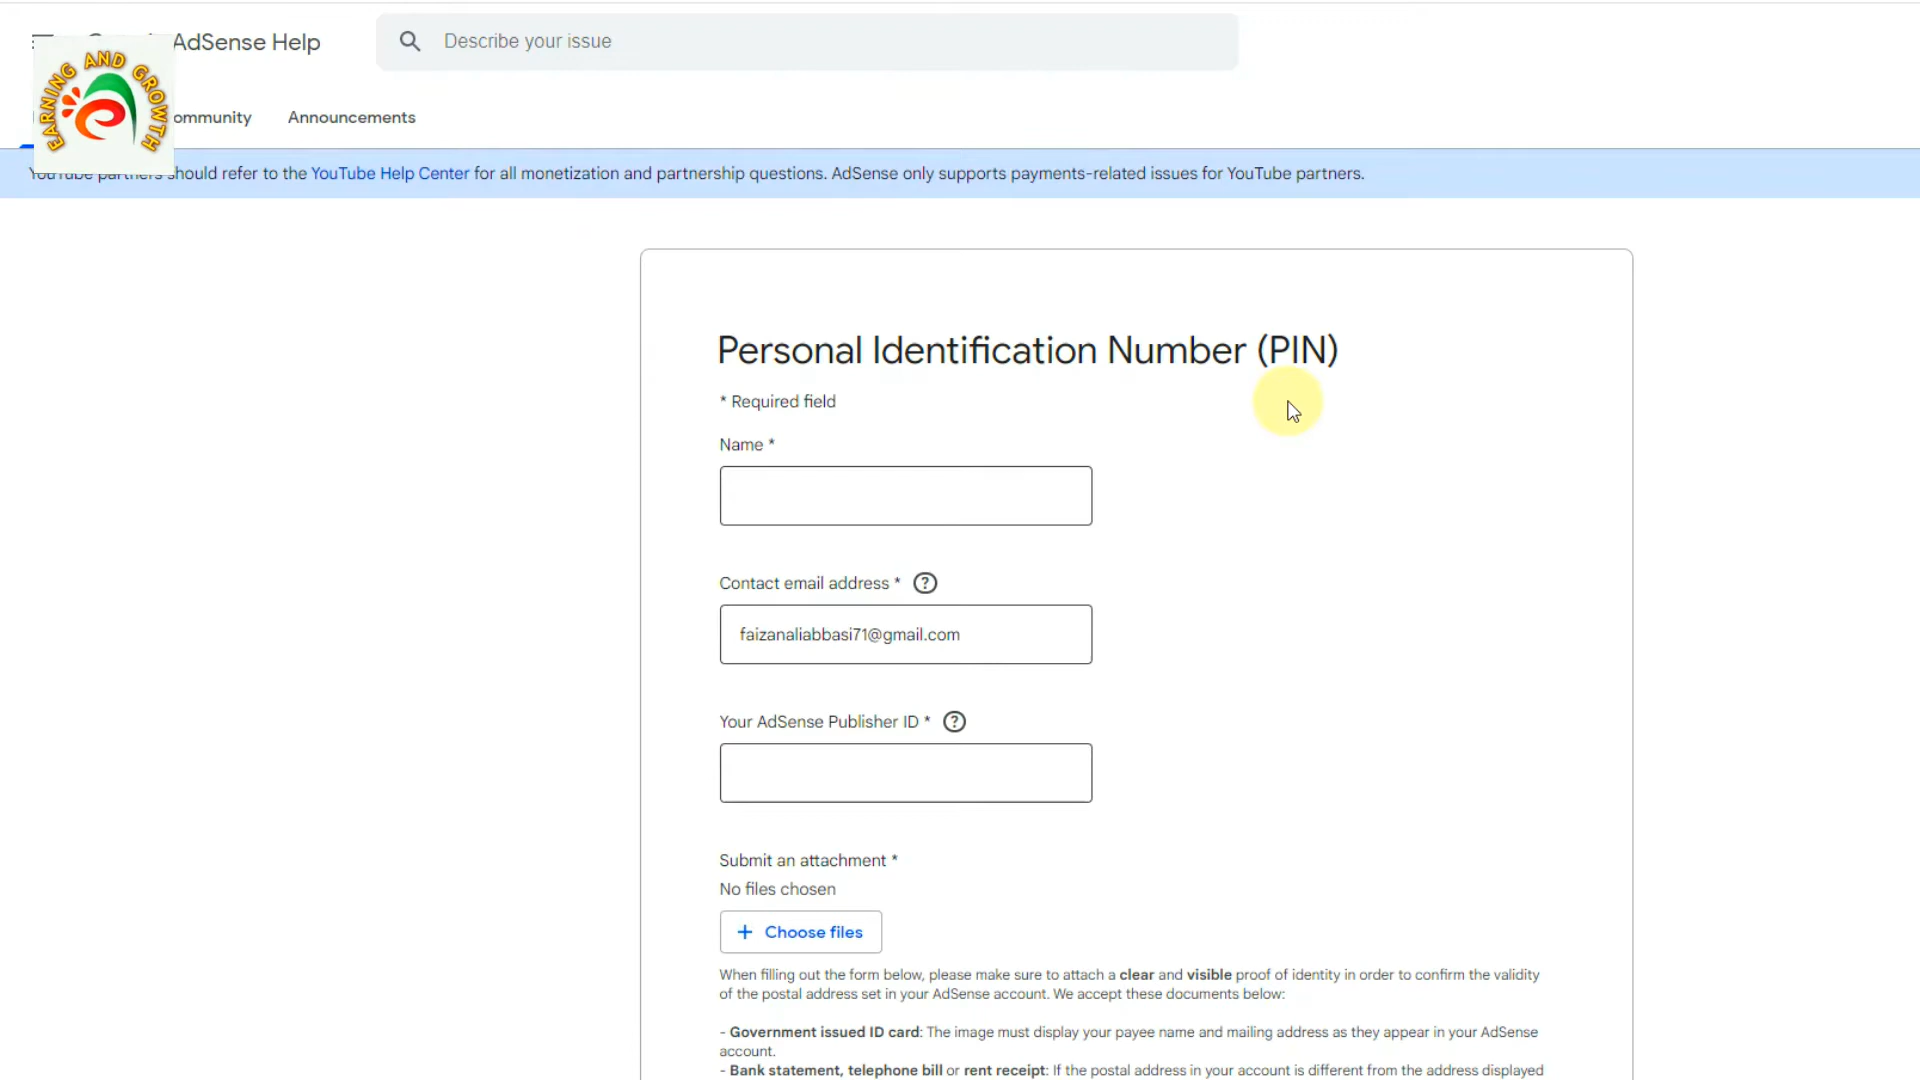 AdSense Help
Describe your issue
EARNING AND GROWTH
ommunity
Announcements
YouTube partners should refer to the YouTube Help Center for all monetization and partnership questions. AdSense only supports payments-related issues for YouTube partners.
Personal Identification Number (PIN)
* Required field
Name *
Contact email address * ?
faizanaliabbasi71@gmail.com
Your AdSense Publisher ID * ?
Submit an attachment *
No files chosen
+ Choose files
When filling out the form below, please make sure to attach a clear and visible proof of identity in order to confirm the validity
of the postal address set in your AdSense account. We accept these documents below:
- Government issued ID card: The image must display your payee name and mailing address as they appear in your AdSense
account.
- Bank statement, telephone bill or rent receipt: If the postal address in your account is different from the address displayed